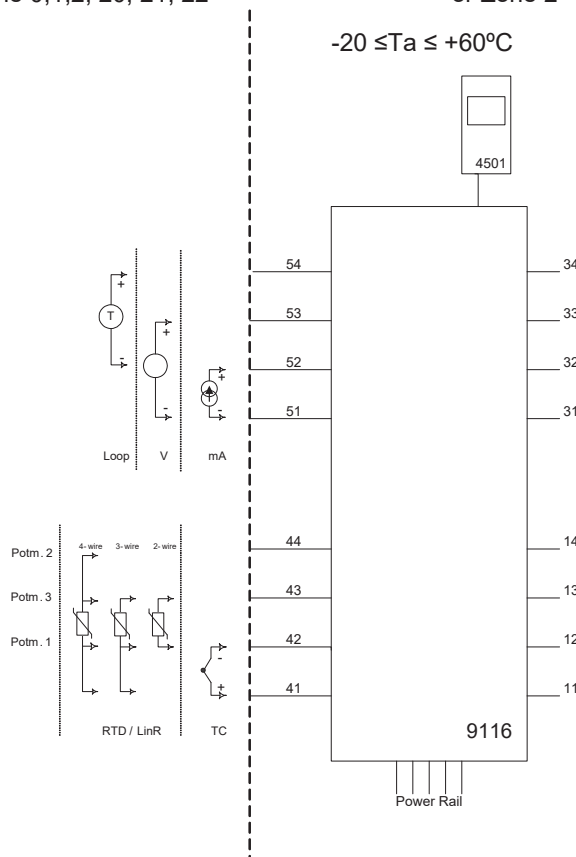 -20 ≤Ta ≤ +60ºC
4501
54
34
+
53
33
T
+
52
32
-
+
51
31
-
-
Loop
V
mA
44
14
Potm. 2
4- wire
3- wire
2- wire
43
13
Potm. 3
42
12
Potm. 1
-
41
11
+
RTD / LinR
TC
9116
Power Rail